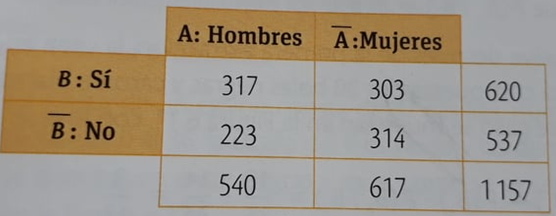 A: Hombres A̅:Mujeres
B: Sí 317 303 620
B̅: No 223 314 537
540 617 1157